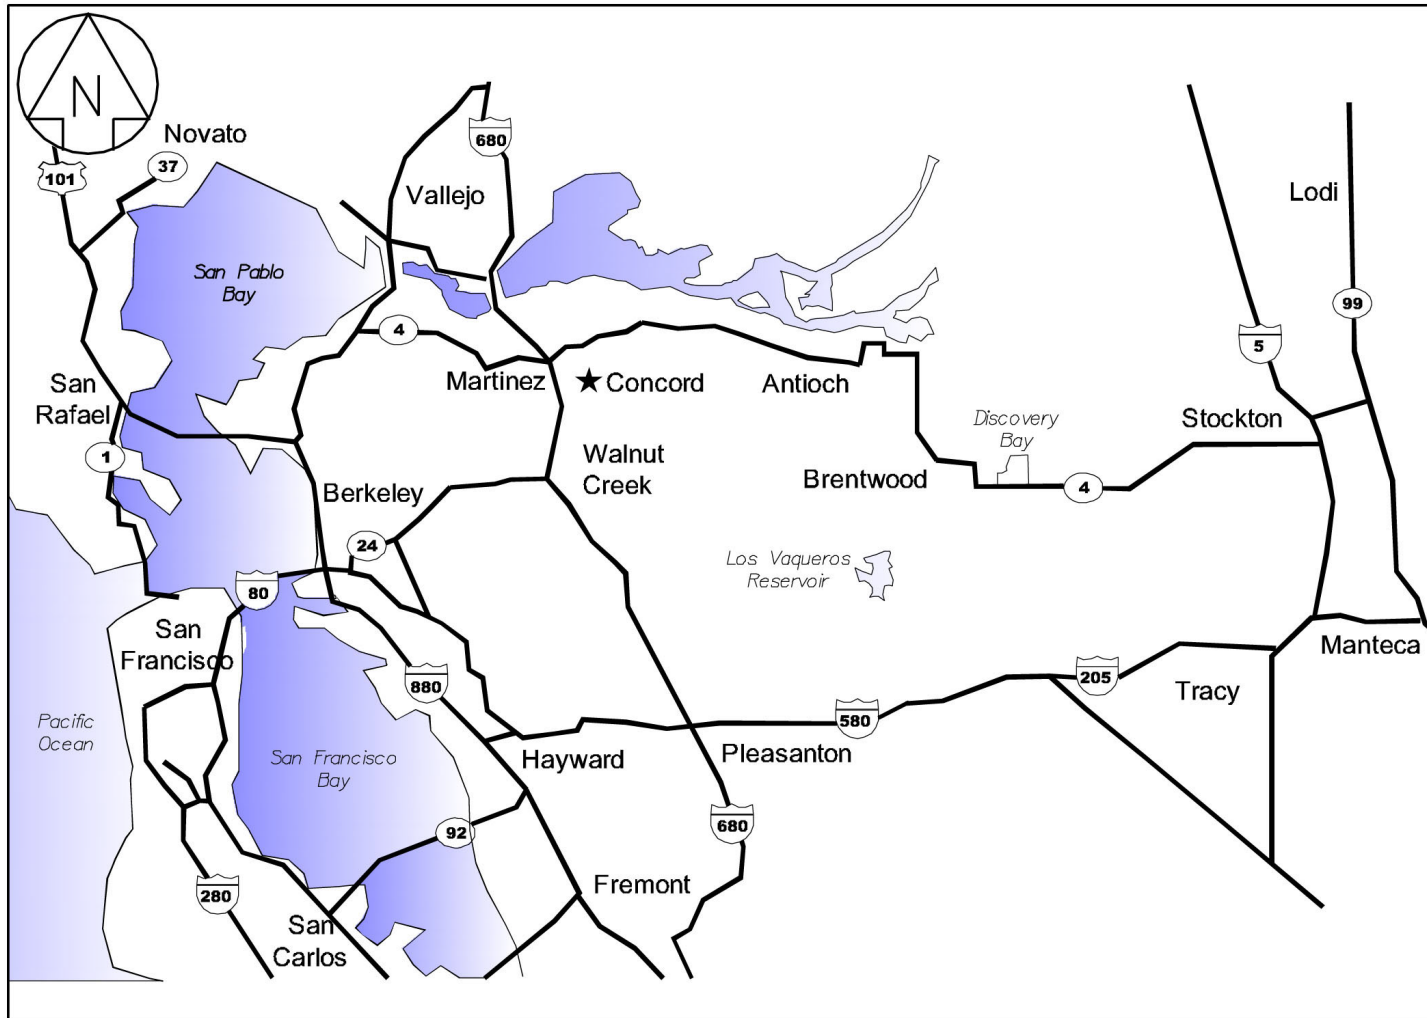 N
Novato
37
101
680
Vallejo
Lodi
San Pablo
Bay
99
4
5
San
Rafael
Martinez
Concord
Antioch
Discovery
Bay
Stockton
1
Walnut
Creek
Berkeley
Brentwood
4
24
Los Vaqueros
Reservoir
80
San
Francisco
880
Manteca
205
Tracy
Pacific
Ocean
580
San Francisco
Bay
Hayward
Pleasanton
92
680
280
Fremont
San
Carlos